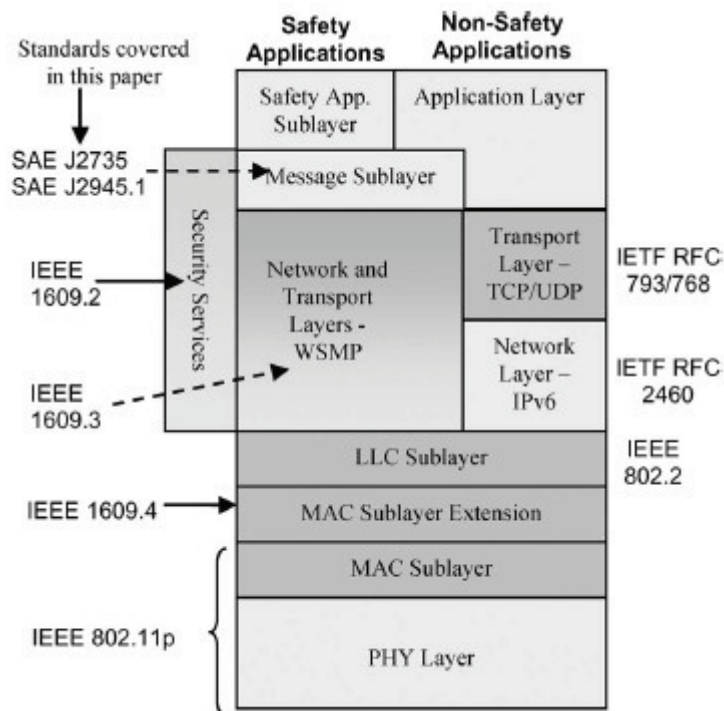 Standards covered
in this paper
Safety
Applications
Non-Safety
Applications
Safety App.
Sublayer
Application Layer
SAE J2735
SAE J2945.1
Message Sublayer
Security Services
IEEE
1609.2
Network and
Transport
Layers -
WSMP
Transport
Layer –
TCP/UDP
IETF RFC
793/768
IEEE
1609.3
Network
Layer –
IPv6
IETF RFC
2460
LLC Sublayer
IEEE
802.2
IEEE 1609.4
MAC Sublayer Extension
MAC Sublayer
IEEE 802.11p
PHY Layer